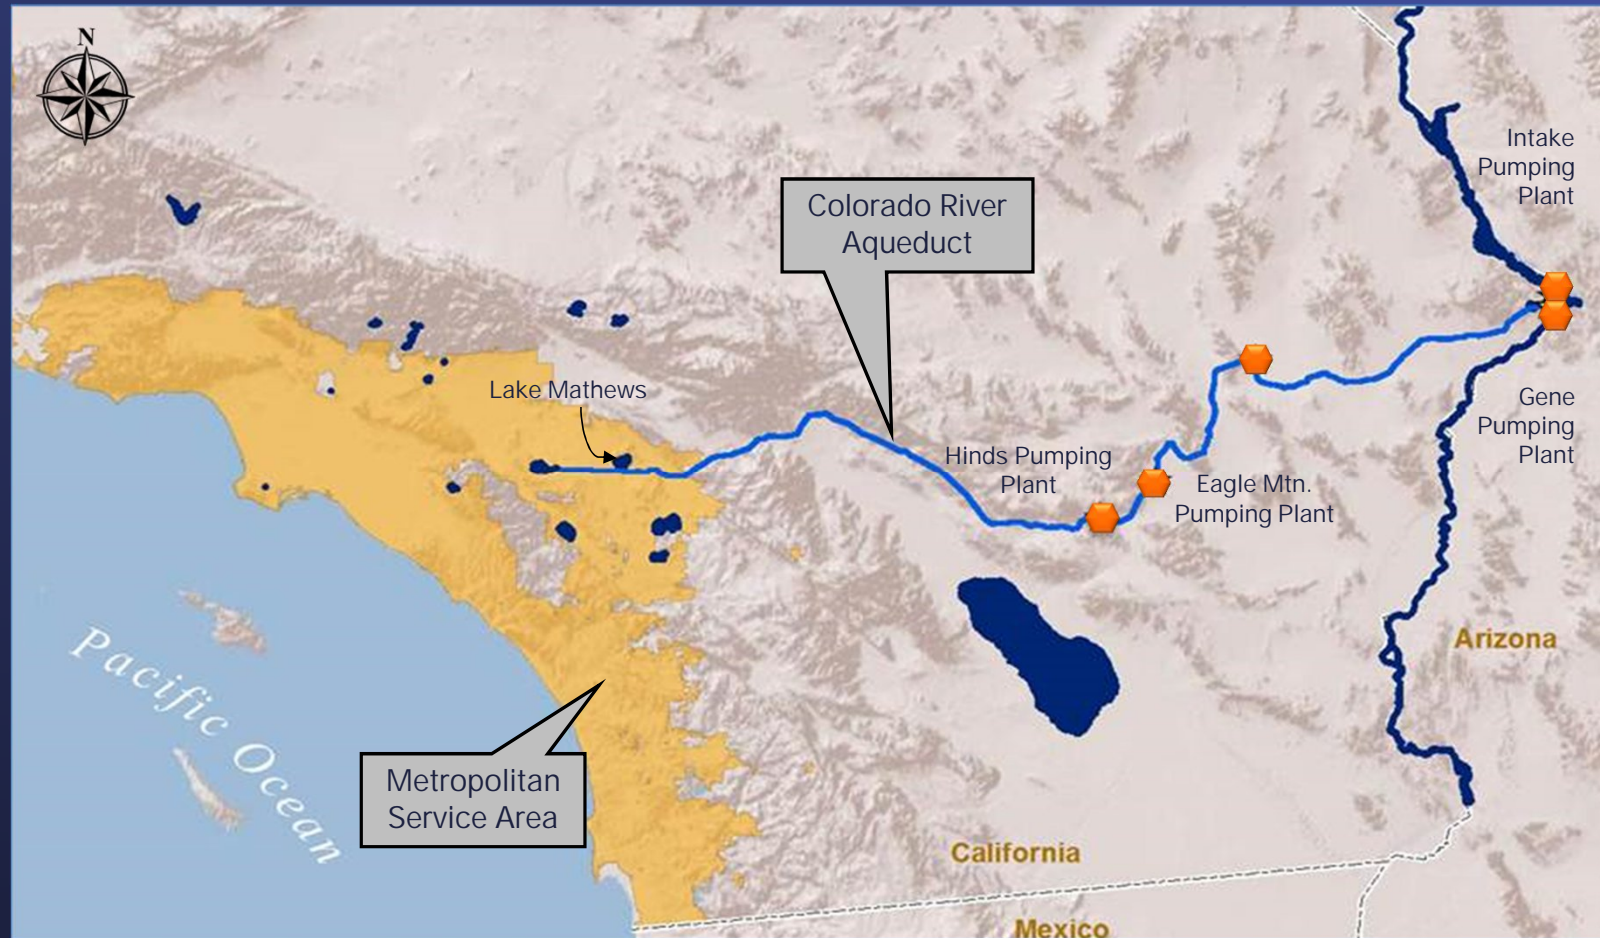 N
Intake
Pumping
Plant
Colorado River
Aqueduct
Lake Mathews
Gene
Pumping
Plant
Hinds Pumping
Plant
Eagle Mtn.
Pumping Plant
Arizona
Pacific Ocean
Metropolitan
Service Area
California
Mexico